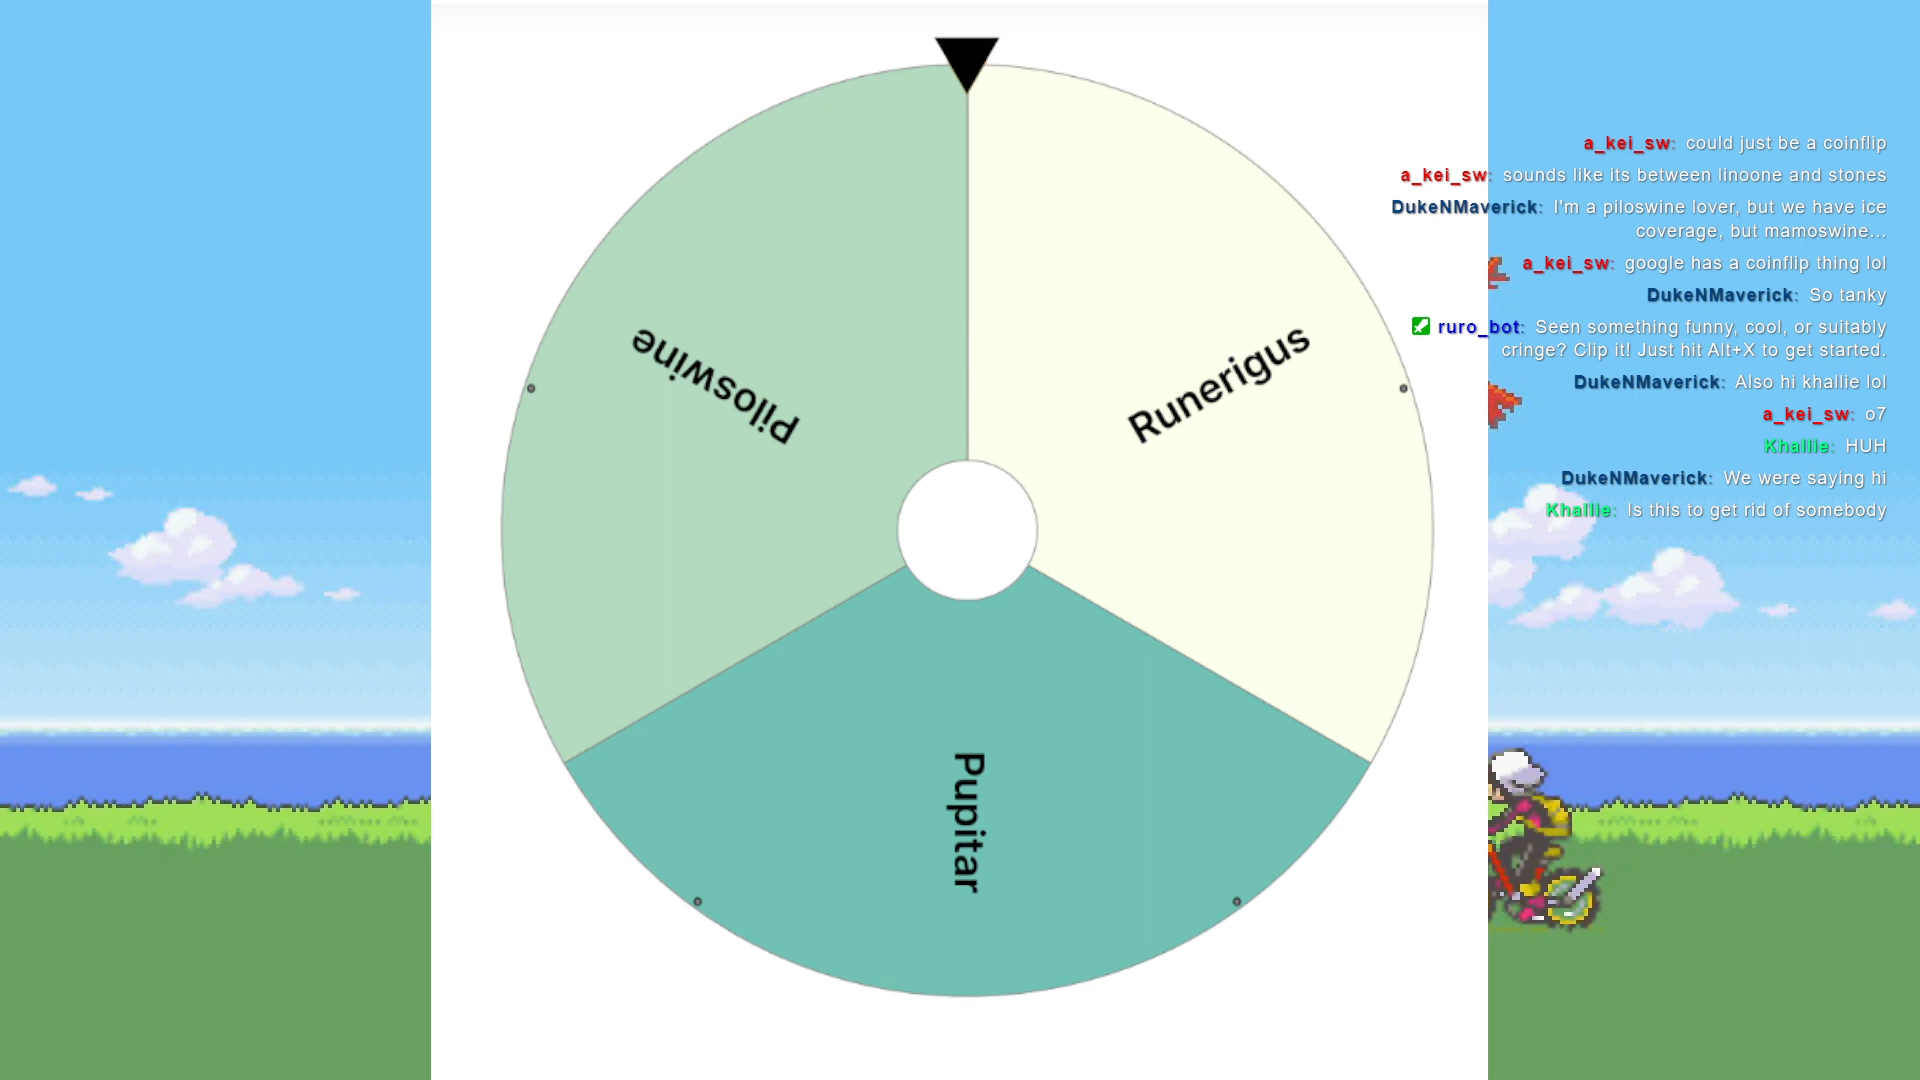 Piloswine
Runerigus
Pupitar
a_kei_sw: could just be a coinflip
a_kei_sw: sounds like its between linoone and stones
DukeNMaverick: I'm a piloswine lover, but we have ice
coverage, but mamoswine...
a_kei_sw: google has a coinflip thing lol
DukeNMaverick: So tanky
ruro_bot: Seen something funny, cool, or suitably
cringe? Clip it! Just hit Alt+X to get started.
DukeNMaverick: Also hi khallie lol
a_kei_sw: o7
Khallie: HUH
DukeNMaverick: We were saying hi
Khallie: Is this to get rid of somebody